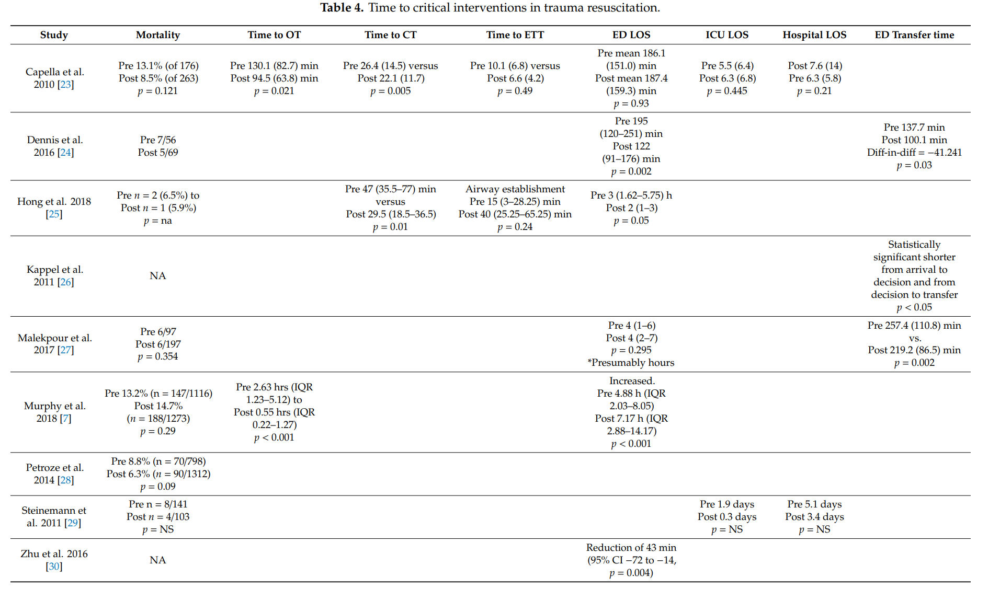 Table 4. Time to critical interventions in trauma resuscitation.
Study Mortality Time to OT Time to CT Time to ETT ED LOS ICU LOS Hospital LOS ED Transfer time
Capella et al.
2010 [23]
Pre 13.1% (of 176)
Post 8.5% (of 263)
p = 0.121
Pre 130.1 (82.7) min
Post 94.5 (63.8) min
p = 0.021
Pre 26.4 (14.5) versus
Post 22.1 (11.7)
p = 0.005
Pre 10.1 (6.8) versus
Post 6.6 (4.2)
p = 0.49
Pre mean 186.1
(151.0) min
Post mean 187.4
(159.3) min
p = 0.93
Pre 5.5 (6.4)
Post 6.3 (6.8)
p = 0.445
Post 7.6 (14)
Pre 6.3 (5.8)
p = 0.21
Dennis et al.
2016 [24]
Pre 7/56
Post 5/69
Pre 195
(120–251) min
Post 122
(91–176) min
p = 0.002
Pre 137.7 min
Post 100.1 min
Diff-in-diff = −41.241
p = 0.03
Hong et al. 2018
[25]
Pre n = 2 (6.5%) to
Post n = 1 (5.9%)
p = na
Pre 47 (35.5–77) min
versus
Post 29.5 (18.5–36.5)
p = 0.01
Airway establishment
Pre 15 (3–28.25) min
Post 40 (25.25–65.25) min
p = 0.24
Pre 3 (1.62–5.75) h
Post 2 (1–3)
p = 0.05
Kappel et al.
2011 [26]
NA
Statistically
significant shorter
from arrival to
decision and from
decision to transfer
p < 0.05
Malekpour et al.
2017 [27]
Pre 6/97
Post 6/197
p = 0.354
Pre 4 (1–6)
Post 4 (2–7)
p = 0.295
*Presumably hours
Pre 257.4 (110.8) min
vs.
Post 219.2 (86.5) min
p = 0.002
Murphy et al.
2018 [7]
Pre 13.2% (n = 147/1116)
Post 14.7%
(n = 188/1273)
p = 0.29
Pre 2.63 hrs (IQR
1.23–5.12) to
Post 0.55 hrs (IQR
0.22–1.27)
p < 0.001
Increased.
Pre 4.88 h (IQR
2.03–8.05)
Post 7.17 h (IQR
2.88–14.17)
p < 0.001
Petroze et al.
2014 [28]
Pre 8.8% (n = 70/798)
Post 6.3% (n = 90/1312)
p = 0.09
Steinemann et
al. 2011 [29]
Pre n = 8/141
Post n = 4/103
p = NS
Pre 1.9 days
Post 0.3 days
p = NS
Pre 5.1 days
Post 3.4 days
p = NS
Zhu et al. 2016
[30]
NA
Reduction of 43 min
(95% CI −72 to −14,
p = 0.004)